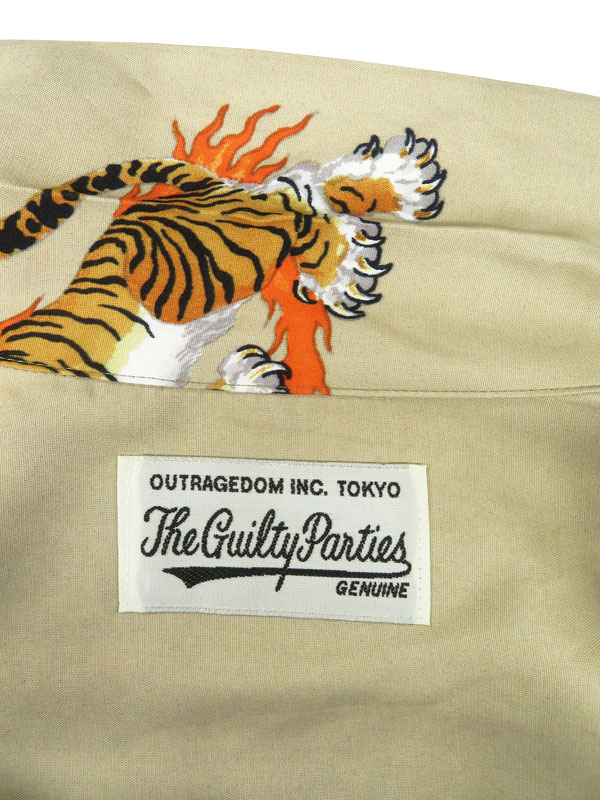 OUTRAGEDOM INC. TOKYO
The Guilty Parties
GENUINE